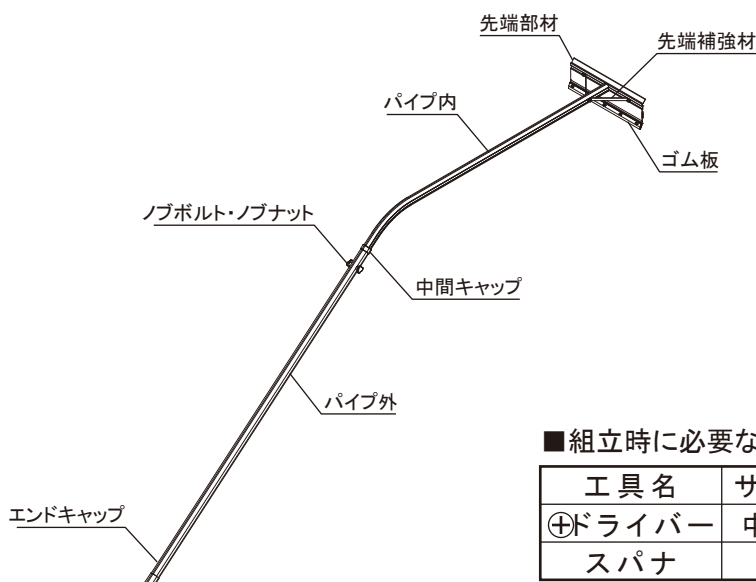 先端部材
先端補強材
パイプ内
ゴム板
ノブボルト・ノブナット
中間キャップ
パイプ外
エンドキャップ
■組立時に必要な
工具名 サ
⊕ドライバー 中
スパナ